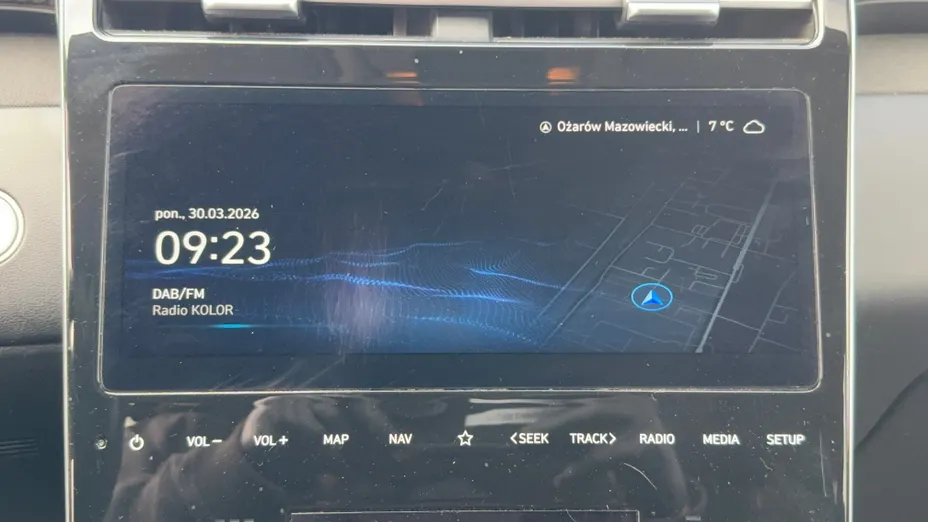 Ożarów Mazowiecki, ... | 7 °C
pon., 30.03.2026
09:23
DAB/FM
Radio KOLOR
VOL− VOL+ MAP NAV SEEK TRACK RADIO MEDIA SETUP